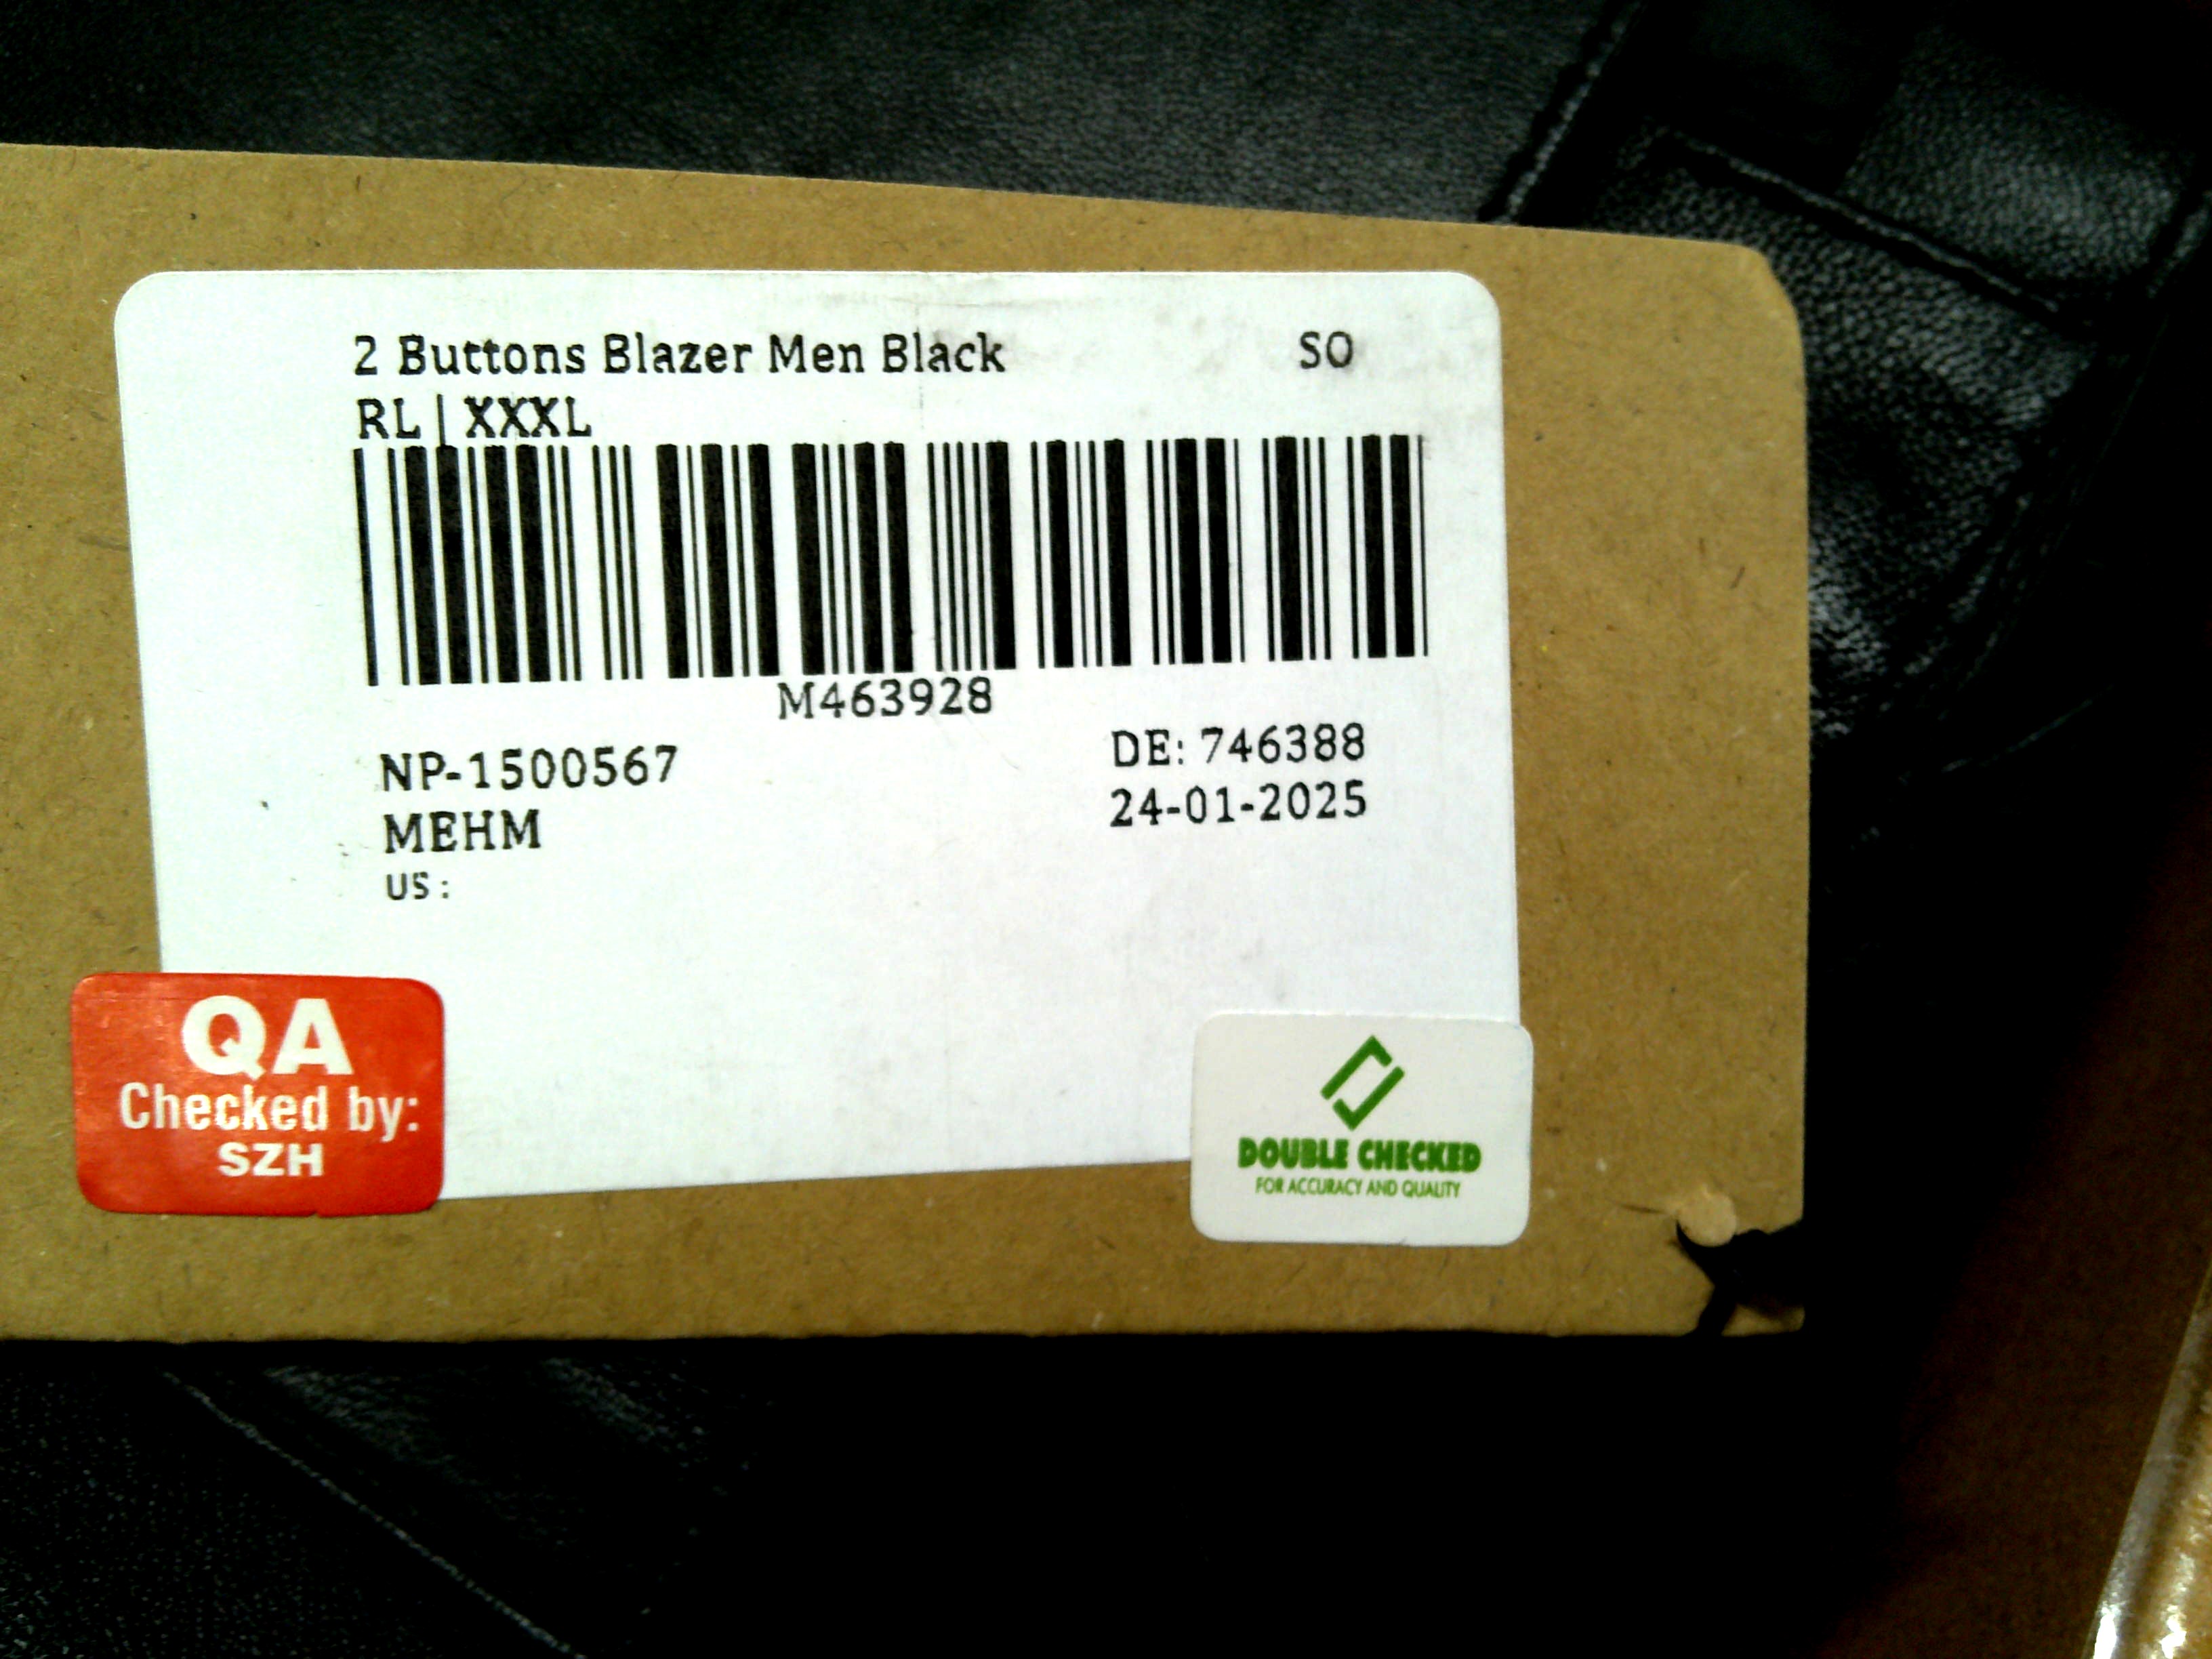 2 Buttons Blazer Men Black SO
RL | XXXL
M463928
NP-1500567 DE: 746388
MEHM 24-01-2025
US :
QA
Checked by:
SZH
DOUBLE CHECKED
FOR ACCURACY AND QUALITY